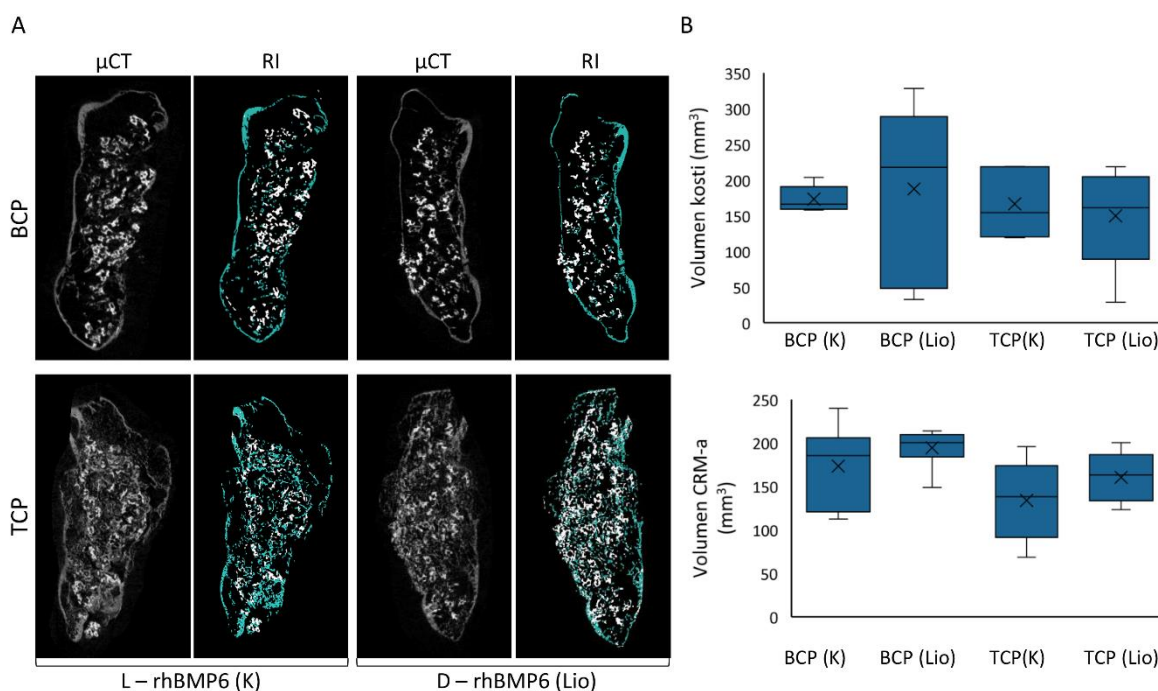 A
μCT RI μCT RI
BCP
TCP
L – rhBMP6 (K) D – rhBMP6 (Lio)
B
Volumen kosti (mm³)
350
300
250
200
150
100
50
0
BCP (K) BCP (Lio) TCP(K) TCP (Lio)
Volumen CRM-a
(mm³)
250
200
150
100
50
0
BCP (K) BCP (Lio) TCP(K) TCP (Lio)